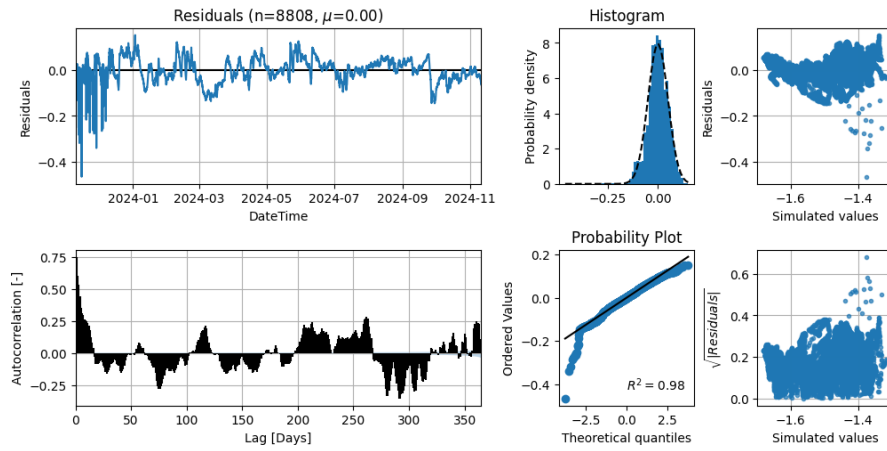 Residuals (n=8808, μ=0.00)
Residuals
0.0
−0.2
−0.4
2024-01 2024-03 2024-05 2024-07 2024-09 2024-11
DateTime
Histogram
Probability density
8
6
4
2
0
−0.25 0.00
Residuals
0.0
−0.2
−0.4
−1.6 −1.4
Simulated values
Autocorrelation [-]
0.75
0.50
0.25
0.00
−0.25
0 50 100 150 200 250 300 350
Lag [Days]
Probability Plot
Ordered Values
0.2
0.0
−0.2
−0.4
R² = 0.98
−2.5 0.0 2.5
Theoretical quantiles
√|Residuals|
0.6
0.4
0.2
0.0
−1.6 −1.4
Simulated values